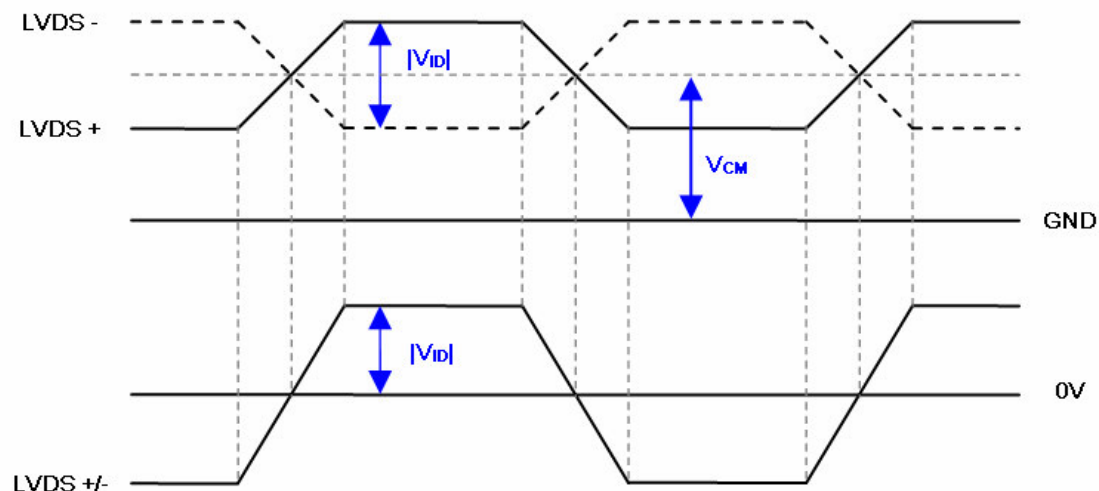 LVDS -
|VID|
LVDS +
VCM
GND
|VID|
0V
LVDS +/-